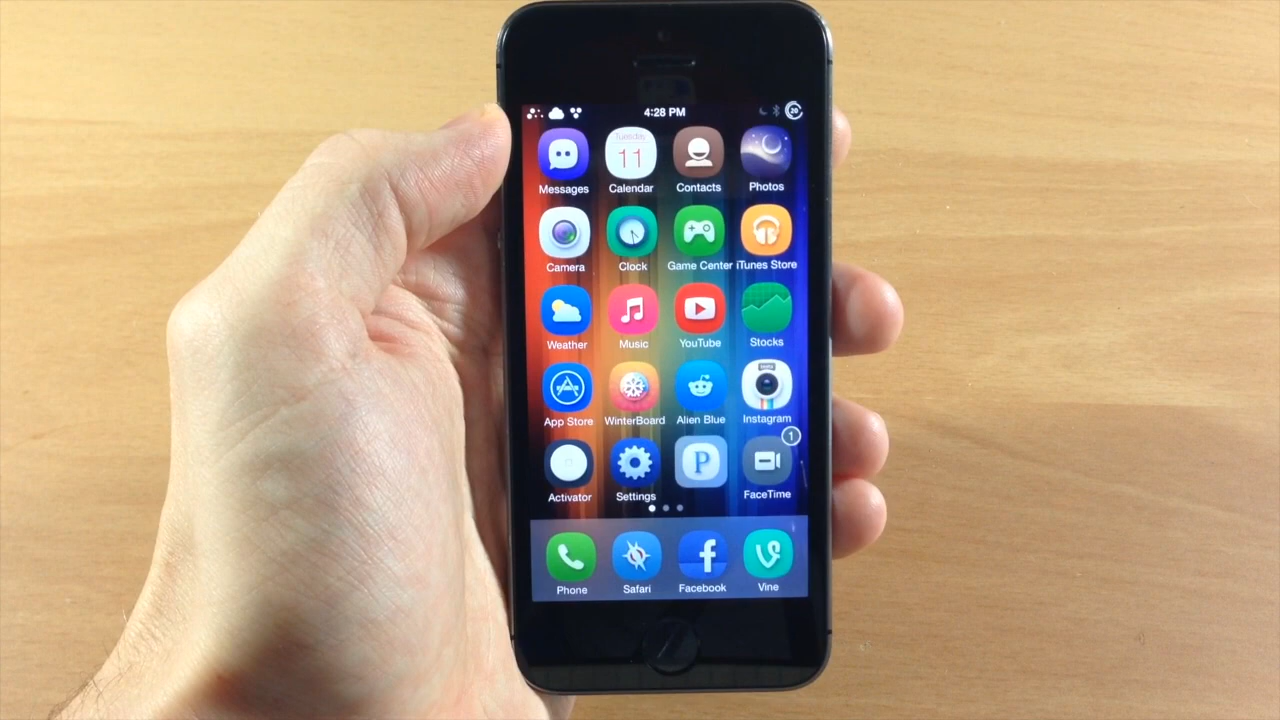 4:28 PM 20
Tuesday
11
Messages Calendar Contacts Photos
Camera Clock Game Center iTunes Store
Weather Music YouTube Stocks
App Store WinterBoard Alien Blue Instagram
1
P
Activator Settings FaceTime
f
Phone Safari Facebook Vine